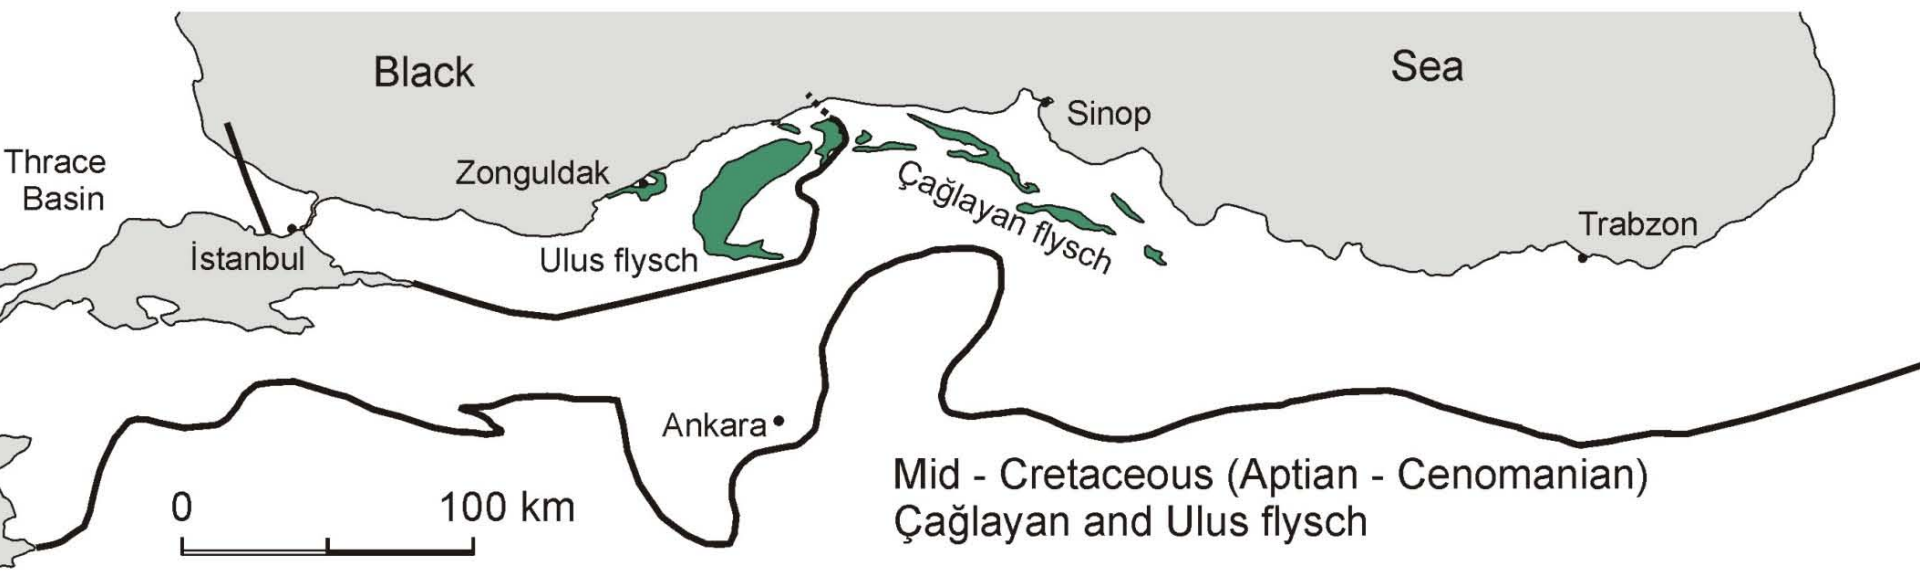 Black
Sea
Sinop
Thrace
Basin
Zonguldak
Çağlayan flysch
Trabzon
İstanbul
Ulus flysch
Ankara
Mid - Cretaceous (Aptian - Cenomanian)
Çağlayan and Ulus flysch
0 100 km